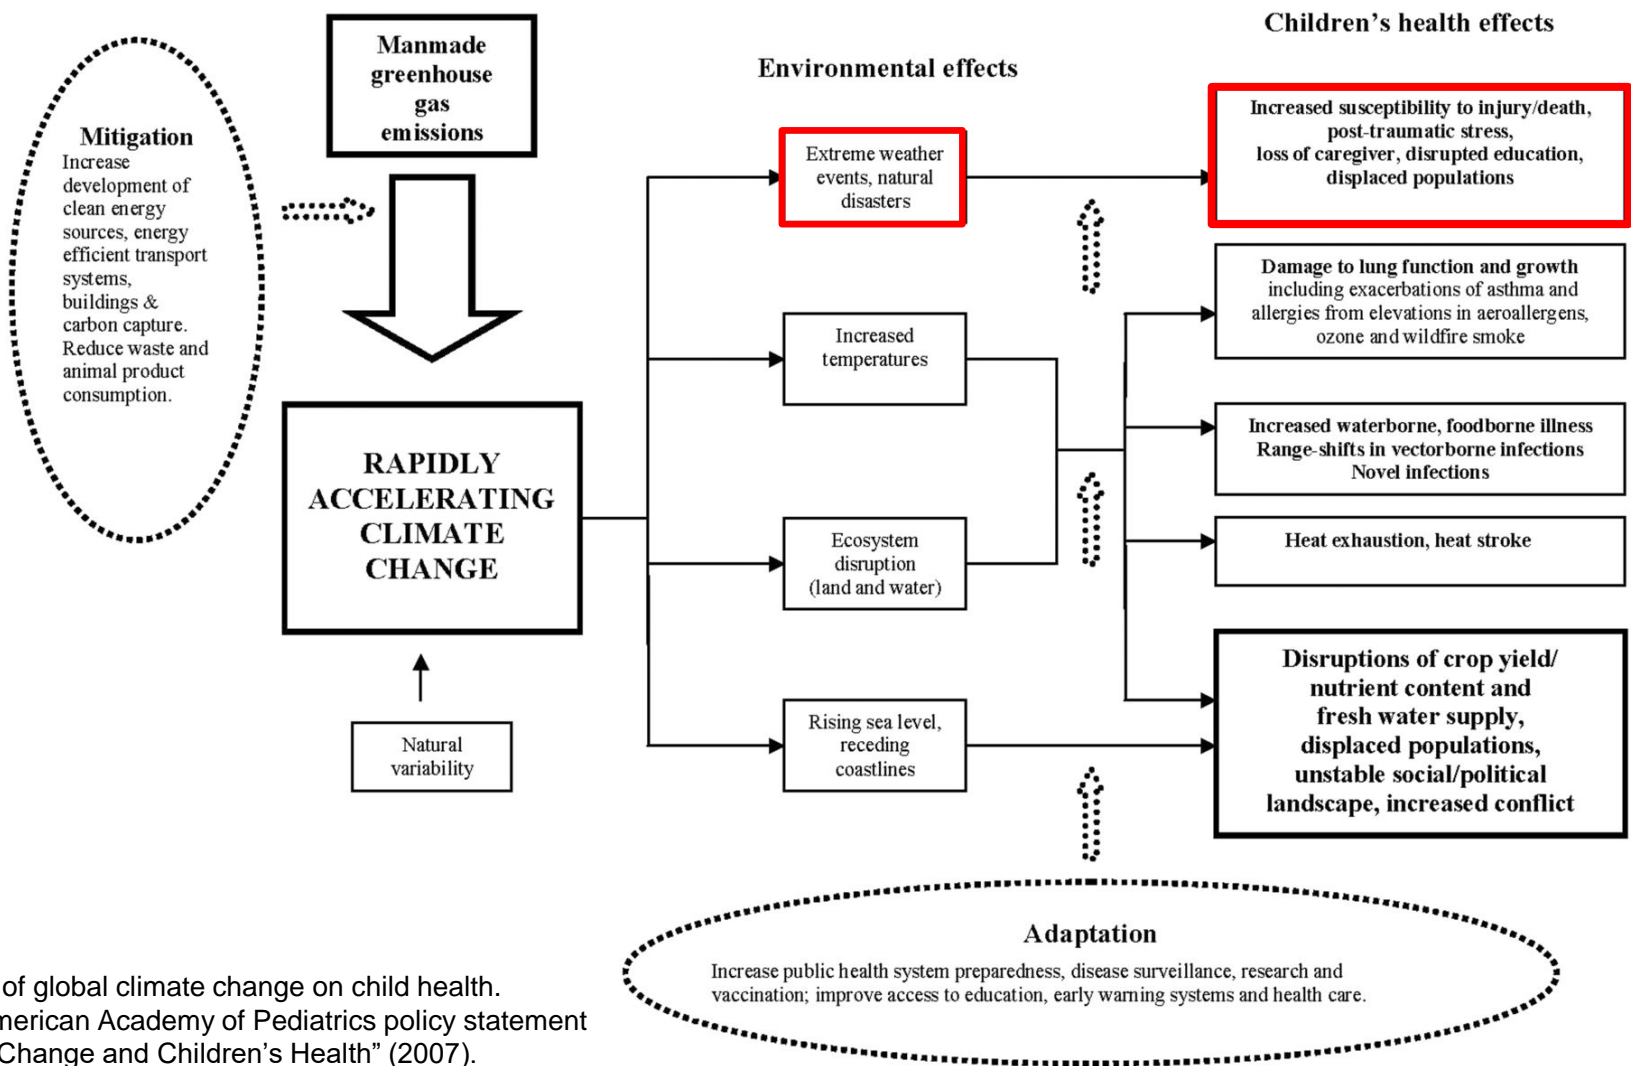 Children’s health effects
Manmade
greenhouse
gas
emissions
Environmental effects
Mitigation
Increase
development of
clean energy
sources, energy
efficient transport
systems,
buildings &
carbon capture.
Reduce waste and
animal product
consumption.
Extreme weather
events, natural
disasters
Increased susceptibility to injury/death,
post-traumatic stress,
loss of caregiver, disrupted education,
displaced populations
Damage to lung function and growth
including exacerbations of asthma and
allergies from elevations in aeroallergens,
ozone and wildfire smoke
Increased
temperatures
Increased waterborne, foodborne illness
Range-shifts in vectorborne infections
Novel infections
RAPIDLY
ACCELERATING
CLIMATE
CHANGE
Ecosystem
disruption
(land and water)
Heat exhaustion, heat stroke
Disruptions of crop yield/
nutrient content and
fresh water supply,
displaced populations,
unstable social/political
landscape, increased conflict
Natural
variability
Rising sea level,
receding
coastlines
Adaptation
Increase public health system preparedness, disease surveillance, research and
vaccination; improve access to education, early warning systems and health care.
of global climate change on child health.
merican Academy of Pediatrics policy statement
Change and Children’s Health” (2007).